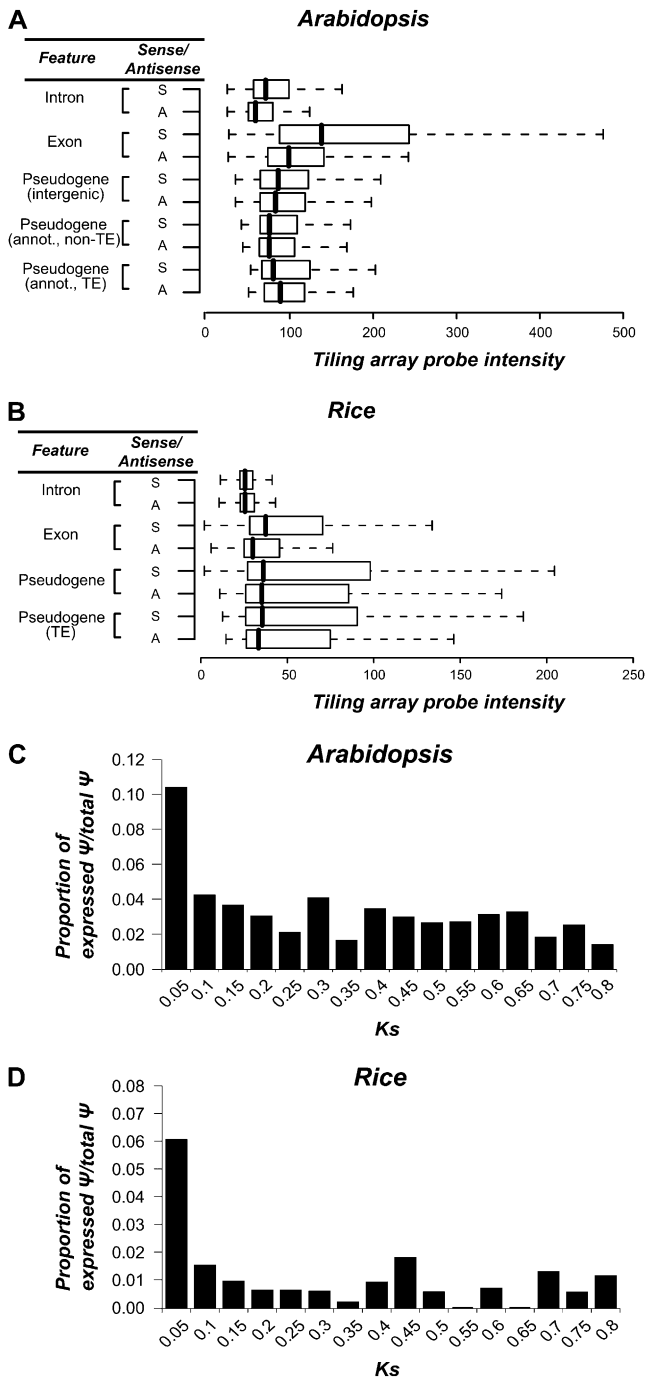 A
Arabidopsis
Feature
Sense/
Antisense
Intron
S
A
Exon
S
A
Pseudogene
(intergenic)
S
A
Pseudogene
(annot., non-TE)
S
A
Pseudogene
(annot., TE)
S
A
0 100 200 300 400 500
Tiling array probe intensity
B
Rice
Feature
Sense/
Antisense
Intron
S
A
Exon
S
A
Pseudogene
S
A
Pseudogene
(TE)
S
A
0 50 100 150 200 250
Tiling array probe intensity
C
Arabidopsis
Proportion of
expressed Ψ/total Ψ
0.12
0.10
0.08
0.06
0.04
0.02
0.00
0.05 0.1 0.15 0.2 0.25 0.3 0.35 0.4 0.45 0.5 0.55 0.6 0.65 0.7 0.75 0.8
Ks
D
Rice
Proportion of
expressed Ψ/total Ψ
0.08
0.07
0.06
0.05
0.04
0.03
0.02
0.01
0.00
0.05 0.1 0.15 0.2 0.25 0.3 0.35 0.4 0.45 0.5 0.55 0.6 0.65 0.7 0.75 0.8
Ks